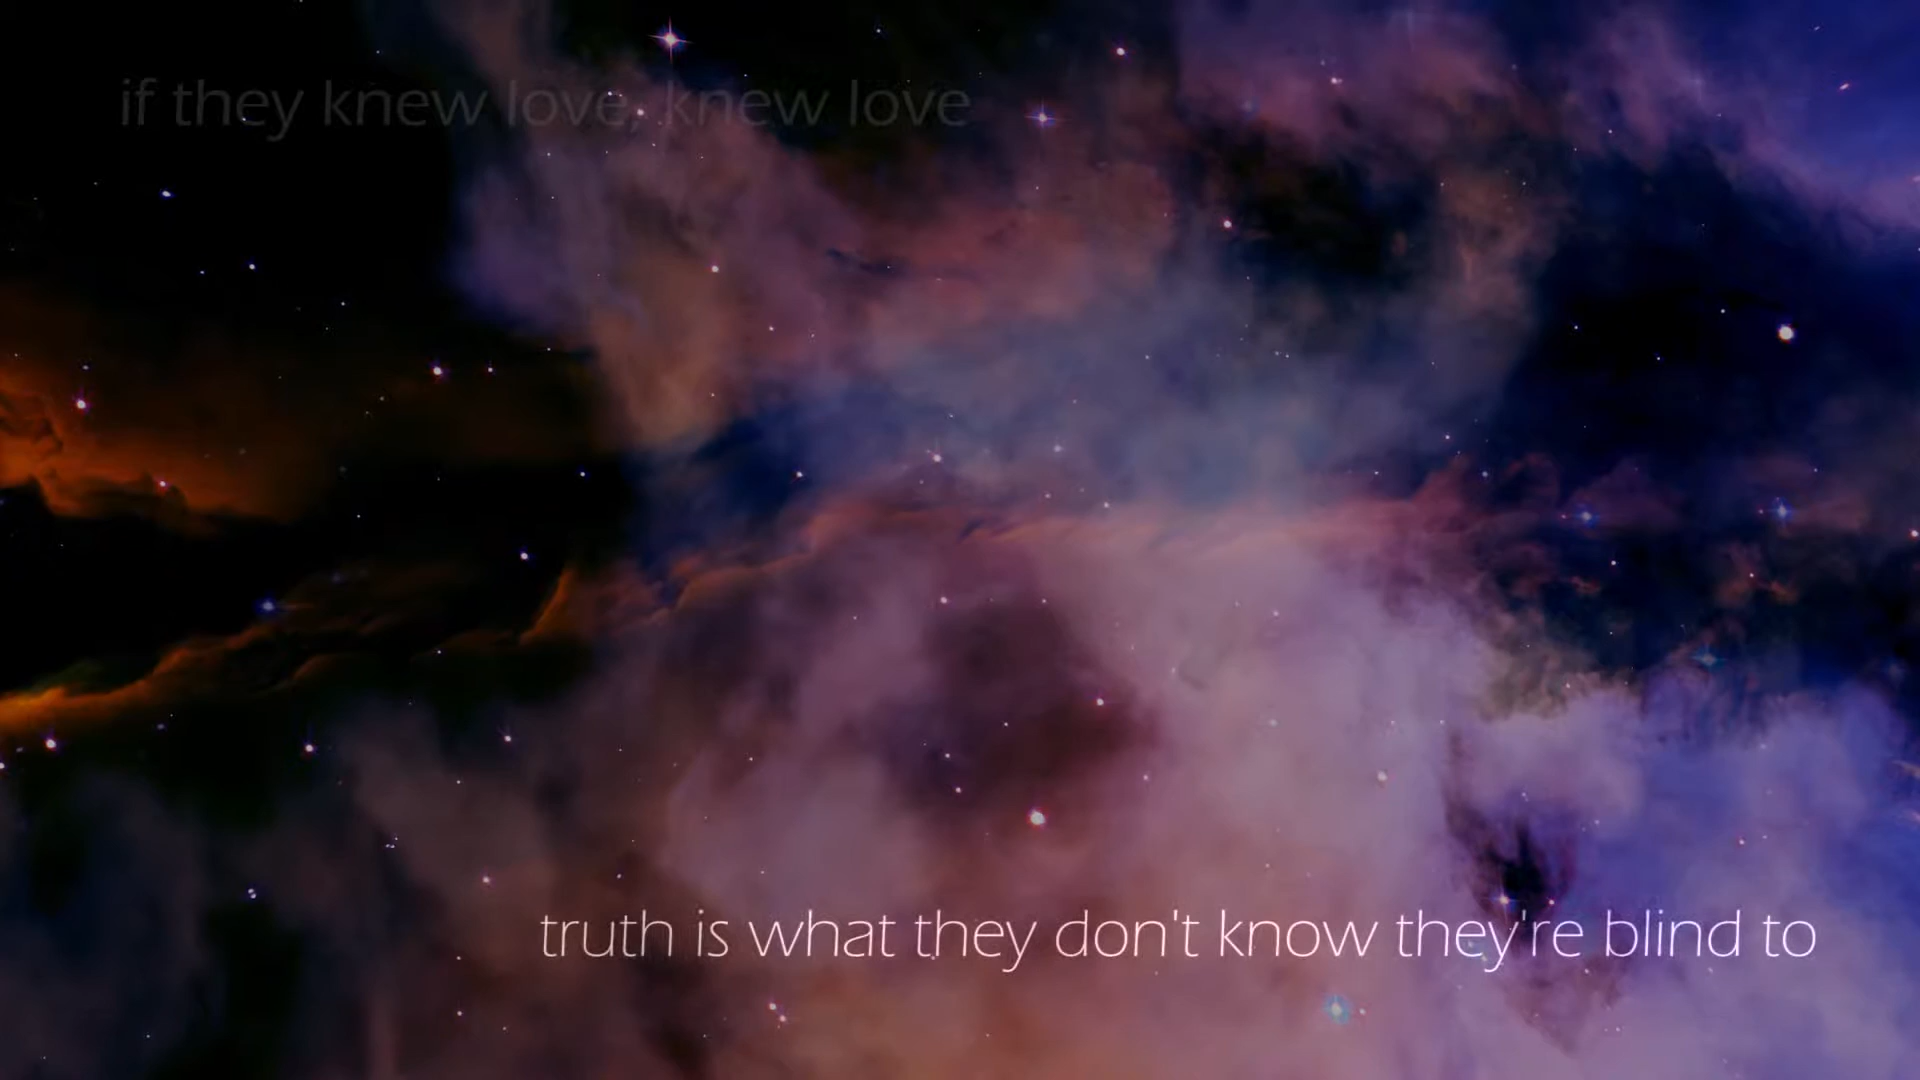 if they knew love, knew love
truth is what they don't know they're blind to